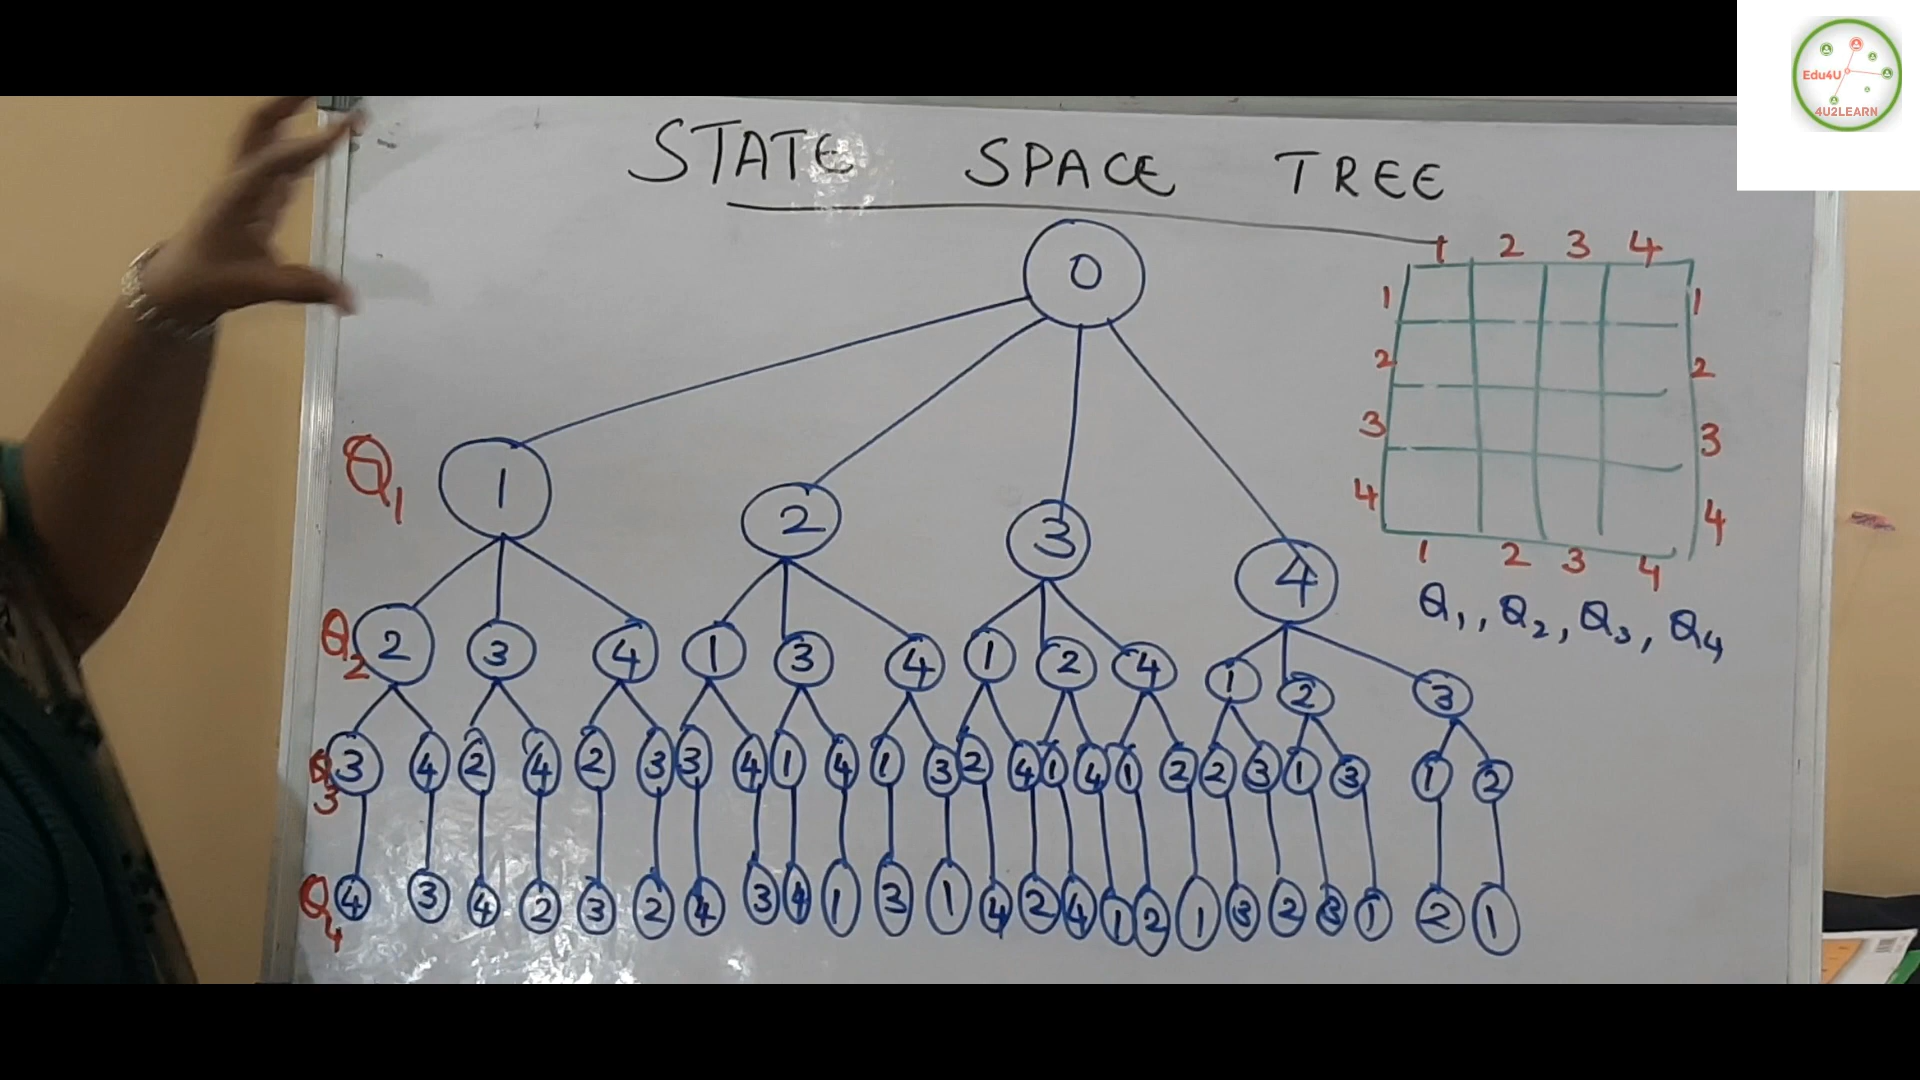 Edu4U
4U2LEARN
STATE SPACE TREE
0
1 2 3 4
1 1
2 2
3 3
4 4
1 2 3 4
Q1,, Q2, Q3, Q4
Q1 1 2 3 4
Q2 2 3 4 1 3 4 1 2 4 1 2 3
Q3 3 4 2 4 2 3 3 4 1 4 1 3 2 4 1 4 1 2 2 3 1 3 1 2
Q4 4 3 4 2 3 2 4 3 4 1 3 1 4 2 4 1 2 1 3 2 3 1 2 1